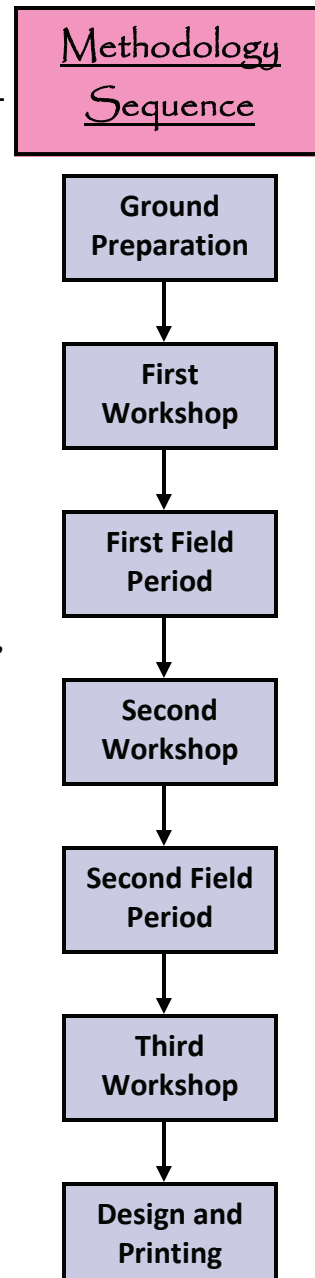 Methodology
Sequence
Ground
Preparation
First
Workshop
First Field
Period
Second
Workshop
Second Field
Period
Third
Workshop
Design and
Printing